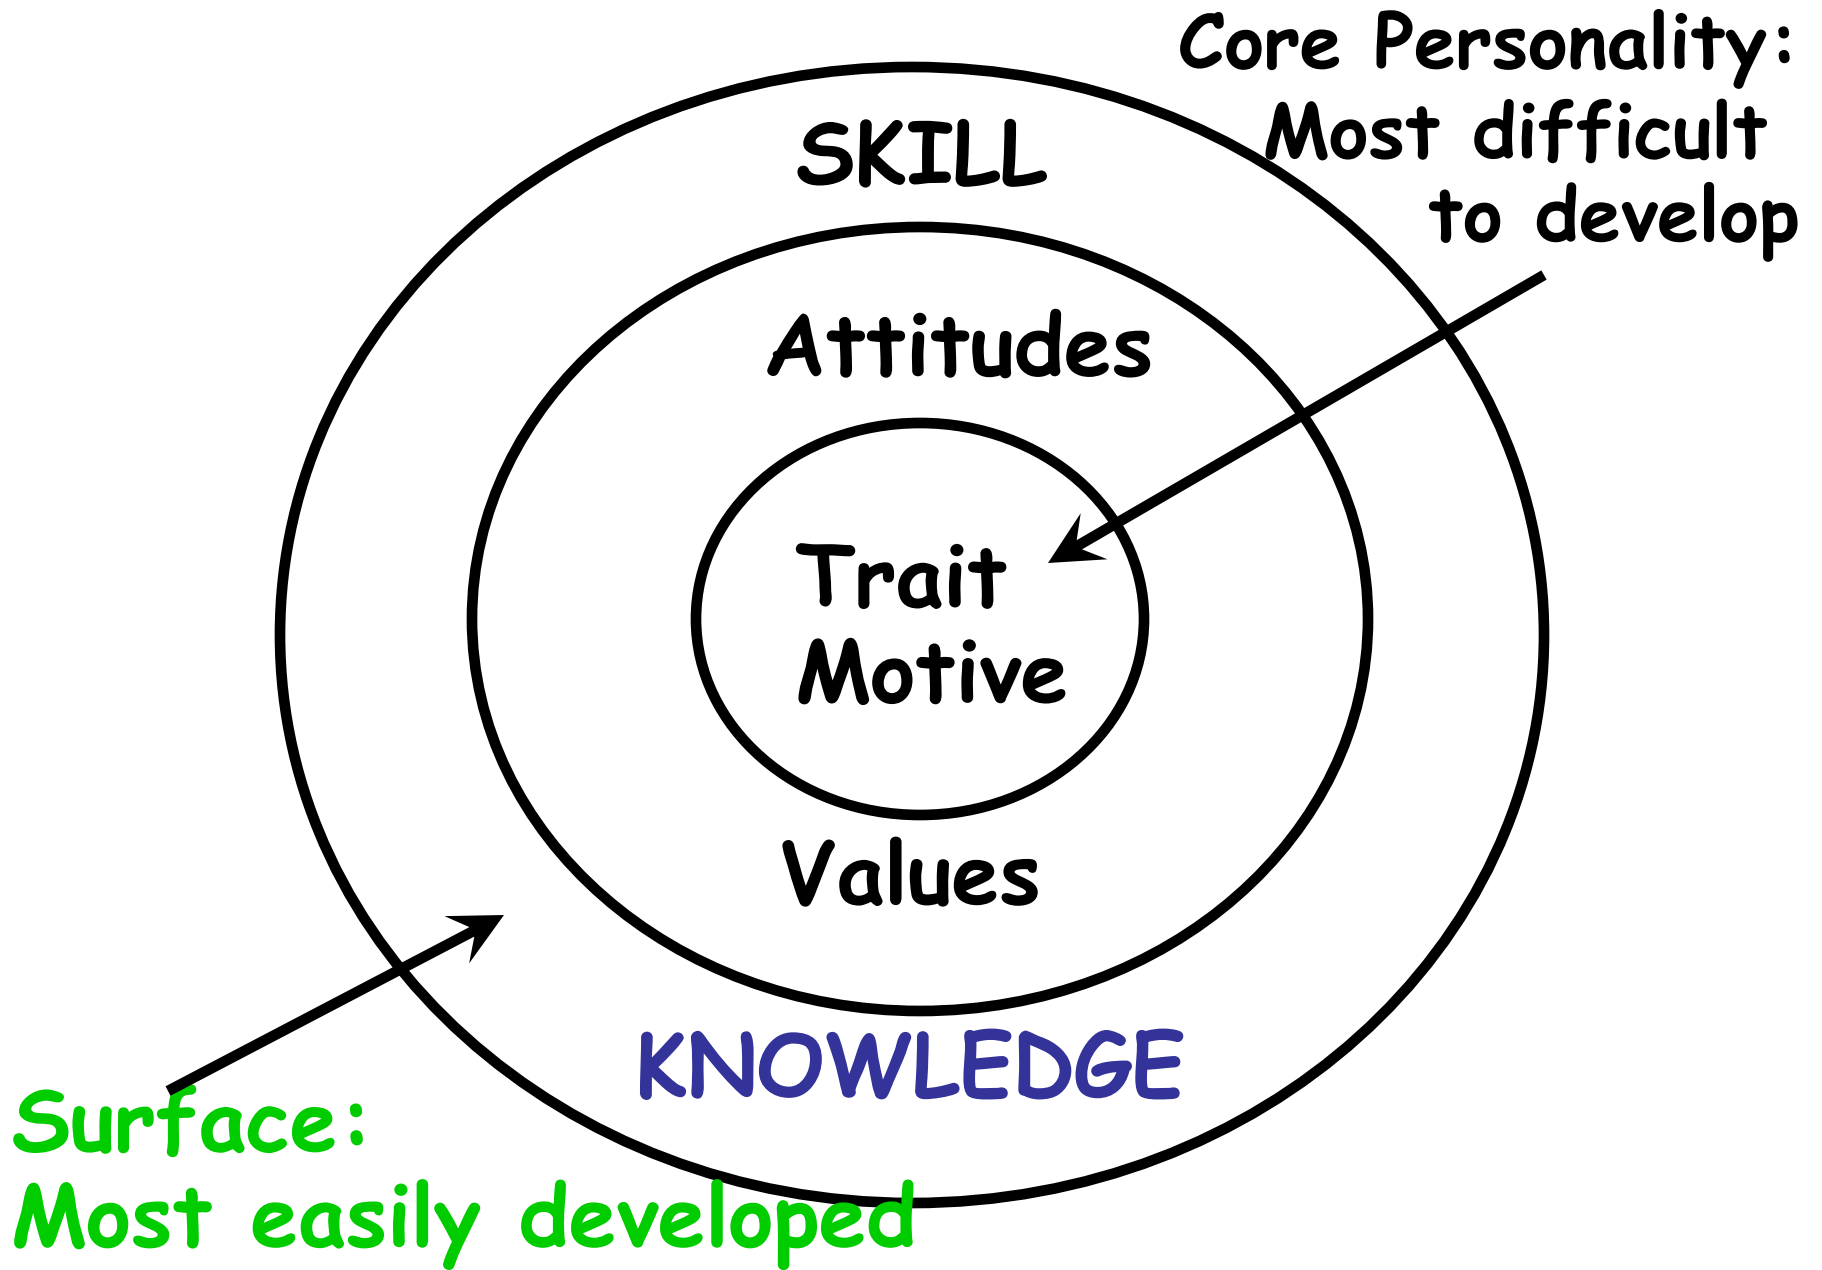 Core Personality:
Most difficult
to develop
SKILL
Attitudes
Trait
Motive
Values
KNOWLEDGE
Surface:
Most easily developed